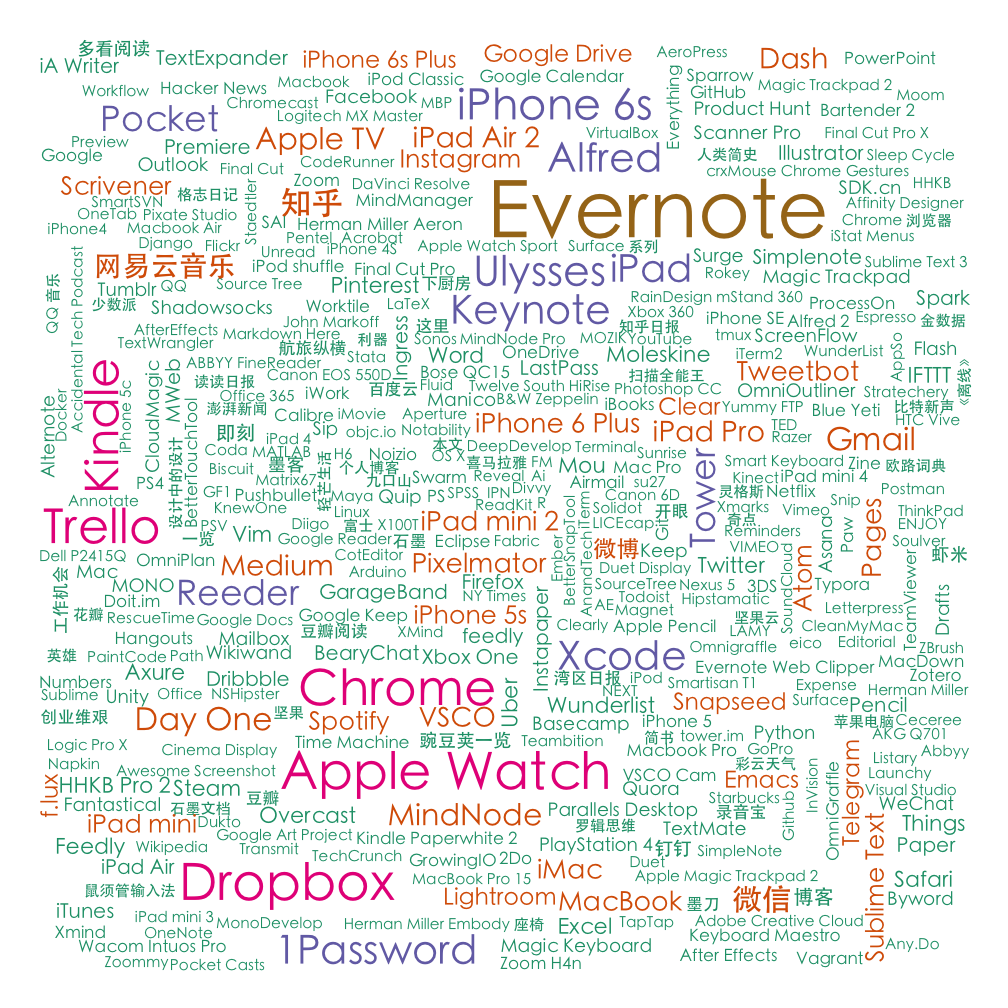 多看阅读
TextExpander
iPhone 6s Plus
Google Drive
AeroPress
Dash
PowerPoint
iA Writer
Workflow
Hacker News
Macbook
iPod Classic
Google Calendar
Everything
Sparrow
Magic Trackpad 2
Moom
Pocket
Chromecast
Facebook
MBP
iPhone 6s
GitHub
Product Hunt
Bartender 2
Logitech MX Master
Preview
Premiere
Apple TV
iPad Air 2
VirtualBox
Scanner Pro
Final Cut Pro X
Google
Outlook
Final Cut
CodeRunner
Instagram
Alfred
人类简史
Illustrator
Sleep Cycle
crxMouse Chrome Gestures
Scrivener
格志日记
Zoom
DaVinci Resolve
MindManager
Evernote
SDK.cn
HHKB
SmartSVN
OneTab
Pixate Studio
Staedtler
知乎
Affinity Designer
iPhone4
Macbook Air
SAI
Herman Miller Aeron
Chrome 浏览器
Django
Flickr
Pentel
Acrobat
iStat Menus
网易云音乐
Unread
iPhone 4S
Apple Watch Sport
Surface 系列
Surge
Simplenote
Sublime Text 3
QQ 音乐
Accidental Tech Podcast
iPod shuffle
Final Cut Pro
Ulysses
iPad
Rokey
Magic Trackpad
Tumblr
QQ
Source Tree
Pinterest
下厨房
少数派
Shadowsocks
Worktile
LaTeX
Keynote
RainDesign mStand 360
ProcessOn
Spark
AfterEffects
Markdown Here
John Markoff
Ingress
这里
Xbox 360
iPhone SE
Alfred 2
Espresso
金数据
TextWrangler
航旅纵横
利器
Sonos
MindNode Pro
MOZIK
知乎日报
YouTube
tmux
ScreenFlow
Flash
ABBYY FineReader
Stata
Word
OneDrive
Moleskine
iTerm2
WunderList
AppSo
Kindle
iPhone 5c
CloudMagic
MWeb
读读日报
Canon EOS 550D
Bose QC15
LastPass
扫描全能王
Tweetbot
IFTTT
《离线》
Office 365
iWork
百度云
Fluid
Twelve South HiRise
Photoshop CC
OmniOutliner
Stratechery
Alternote
Docker
BetterTouchTool
澎湃新闻
Calibre
iMovie
Aperture
Manico
B&W Zeppelin
iBooks
Clear
Yummy FTP
Blue Yeti
比特新声
即刻
Sip
objc.io
Notability
iPhone 6 Plus
iPad Pro
TED
Razer
Gmail
HTC Vive
设计中的设计
Coda
iPad 4
MATLAB
H6
Noizio
本文
OS X
DeepDevelop
Terminal
Sunrise
Biscuit
墨客
个人博客
喜马拉雅 FM
Mou
Mac Pro
Tower
Smart Keyboard
Zine
欧路词典
PS4
Matrix67
轻芒生活
九口山
Swarm
Reveal
Ai
Airmail
su27
Kinect
iPad mini 4
Annotate
GF1
Pushbullet
Maya
Quip
PS
SPSS
IPN
Divvy
Canon 6D
灵格斯
Netflix
Postman
KnewOne
Linux
ReadKit
R
LICEcap
Solidot
Xmarks
Vimeo
Snip
ThinkPad
Trello
一览
PSV
Vim
Diigo
富士 X100T
iPad mini 2
BetterSnapTool
AnandTech
iTerm
Git
开眼
奇点
Asana
Paw
Pages
ENJOY
Google Reader
石墨
Eclipse
Fabric
Reminders
Soulver
Dell P2415Q
OmniPlan
CotEditor
Ember
微博
Keep
VIMEO
虾米
Mac
Medium
Pixelmator
Duet Display
Twitter
SoundCloud
Atom
工作机会
MONO
Arduino
Firefox
SourceTree
Nexus 5
3DS
Typora
TeamViewer
Drafts
Doit.im
Reeder
GarageBand
NY Times
Todoist
Hipstamatic
花瓣
RescueTime
Google Docs
Google Keep
iPhone 5s
Instapaper
AE
Magnet
坚果云
Letterpress
Clearly
Apple Pencil
LAMY
CleanMyMac
Hangouts
Mailbox
豆瓣阅读
XMind
feedly
Omnigraffle
eico
Editorial
ZBrush
英雄
PaintCode
Path
Wikiwand
BearyChat
Xbox One
Xcode
Evernote Web Clipper
MacDown
Numbers
Axure
Dribbble
Chrome
湾区日报
iPod
Smartisan T1
Expense
Zotero
Sublime
Unity
Office
NSHipster
Uber
NEXT
Wunderlist
Snapseed
Surface
Pencil
Herman Miller
创业维艰
Day One
坚果
Spotify
VSCO
Basecamp
iPhone 5
苹果电脑
Ceceree
Logic Pro X
Time Machine
豌豆荚一览
Teambition
简书
tower.im
Python
AKG Q701
Cinema Display
Macbook Pro
GoPro
Telegram
Listary
Abbyy
Napkin
Awesome Screenshot
Apple Watch
彩云天气
Launchy
f.lux
HHKB Pro 2
Steam
VSCO Cam
Emacs
InVision
Visual Studio
Fantastical
石墨文档
豆瓣
Quora
Starbucks
Github
OmniGraffle
WeChat
iPad mini
Dukto
Overcast
MindNode
Parallels Desktop
录音宝
Things
Google Art Project
Kindle Paperwhite 2
罗辑思维
TextMate
Sublime Text
Feedly
Wikipedia
Transmit
PlayStation 4
钉钉
SimpleNote
Paper
iPad Air
TechCrunch
GrowingIO
2Do
iMac
Duet
MacBook Pro 15
Apple Magic Trackpad 2
Safari
鼠须管输入法
Dropbox
Lightroom
MacBook
墨刀
微信
博客
Byword
iTunes
iPad mini 3
MonoDevelop
Herman Miller Embody 座椅
Excel
TapTap
Adobe Creative Cloud
Xmind
OneNote
Keyboard Maestro
Wacom Intuos Pro
1Password
Magic Keyboard
Any.Do
Zoommy
Pocket Casts
Zoom H4n
After Effects
Vagrant